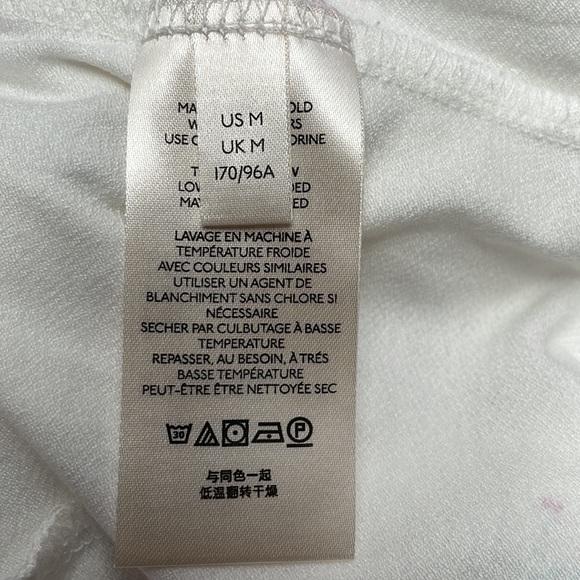 US M
UK M
170/96A
USE
LAVAGE EN MACHINE À
TEMPÉRATURE FROIDE
AVEC COULEURS SIMILAIRES
UTILISER UN AGENT DE
BLANCHIMENT SANS CHLORE SI
NÉCESSAIRE
SECHER PAR CULBUTAGE À BASSE
TEMPERATURE
REPASSER, AU BESOIN, À TRÉS
BASSE TEMPÉRATURE
PEUT-ÊTRE ÊTRE NETTOYÉE SEC
30
P
与同色一起
低温翻转干燥